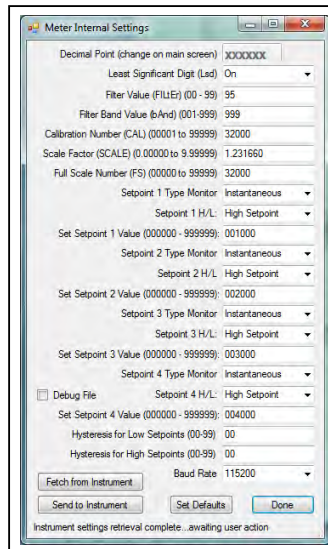 Meter Internal Settings
Decimal Point (change on main screen) XXXXXX
Least Significant Digit (Lsd) On
Filter Value (FILtEr) (00 - 99) 95
Filter Band Value (bAnd) (001-999) 999
Calibration Number (CAL) (00001 to 99999) 32000
Scale Factor (SCALE) (0.00000 to 9.99999) 1.231660
Full Scale Number (FS) (00000 to 99999) 32000
Setpoint 1 Type Monitor Instantaneous
Setpoint 1 H/L: High Setpoint
Set Setpoint 1 Value (000000 - 999999): 001000
Setpoint 2 Type Monitor Instantaneous
Setpoint 2 H/L High Setpoint
Set Setpoint 2 Value (000000 - 999999): 002000
Setpoint 3 Type Monitor Instantaneous
Setpoint 3 H/L: High Setpoint
Set Setpoint 3 Value (000000 - 999999): 003000
Setpoint 4 Type Monitor Instantaneous
Debug File Setpoint 4 H/L: High Setpoint
Set Setpoint 4 Value (000000 - 999999): 004000
Hysteresis for Low Setpoints (00-99) 00
Hysteresis for High Setpoints (00-99) 00
Baud Rate 115200
Fetch from Instrument
Send to Instrument Set Defaults Done
Instrument settings retrieval complete...awaiting user action